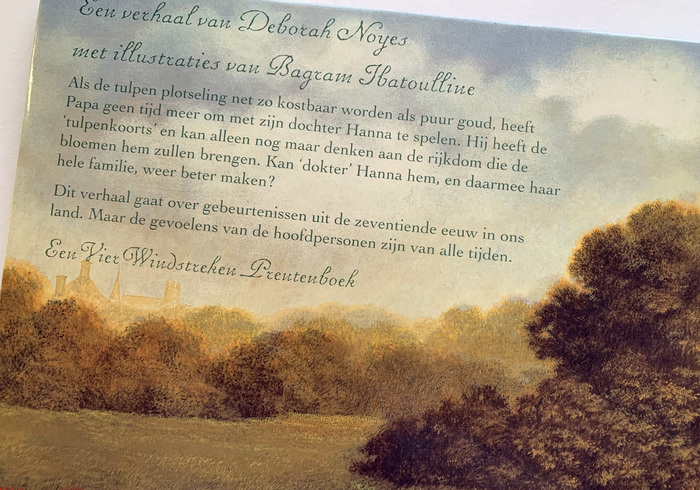 Een verhaal van Deborah Noyes
met illustraties van Bagram Ibatoulline
Als de tulpen plotseling net zo kostbaar worden als puur goud, heeft
Papa geen tijd meer om met zijn dochter Hanna te spelen. Hij heeft de
'tulpenkoorts' en kan alleen nog maar denken aan de rijkdom die de
bloemen hem zullen brengen. Kan 'dokter' Hanna hem, en daarmee haar
hele familie, weer beter maken?
Dit verhaal gaat over gebeurtenissen uit de zeventiende eeuw in ons
land. Maar de gevoelens van de hoofdpersonen zijn van alle tijden.
Een Vier Windstreken Prentenboek